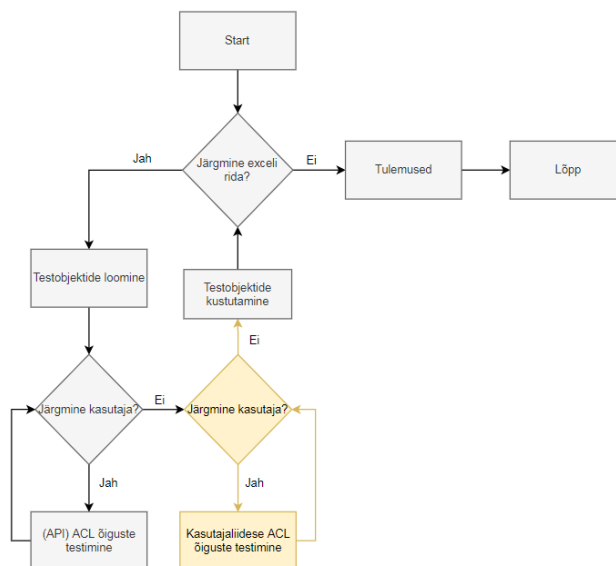 Start
Jah
Järgmine exceli
rida?
Ei
Tulemused
Lõpp
Testobjektide loomine
Testobjektide
kustutamine
Ei
Järgmine kasutaja?
Ei
Järgmine kasutaja?
Jah
Jah
(API) ACL õiguste
testimine
Kasutajaliidese ACL
õiguste testimine